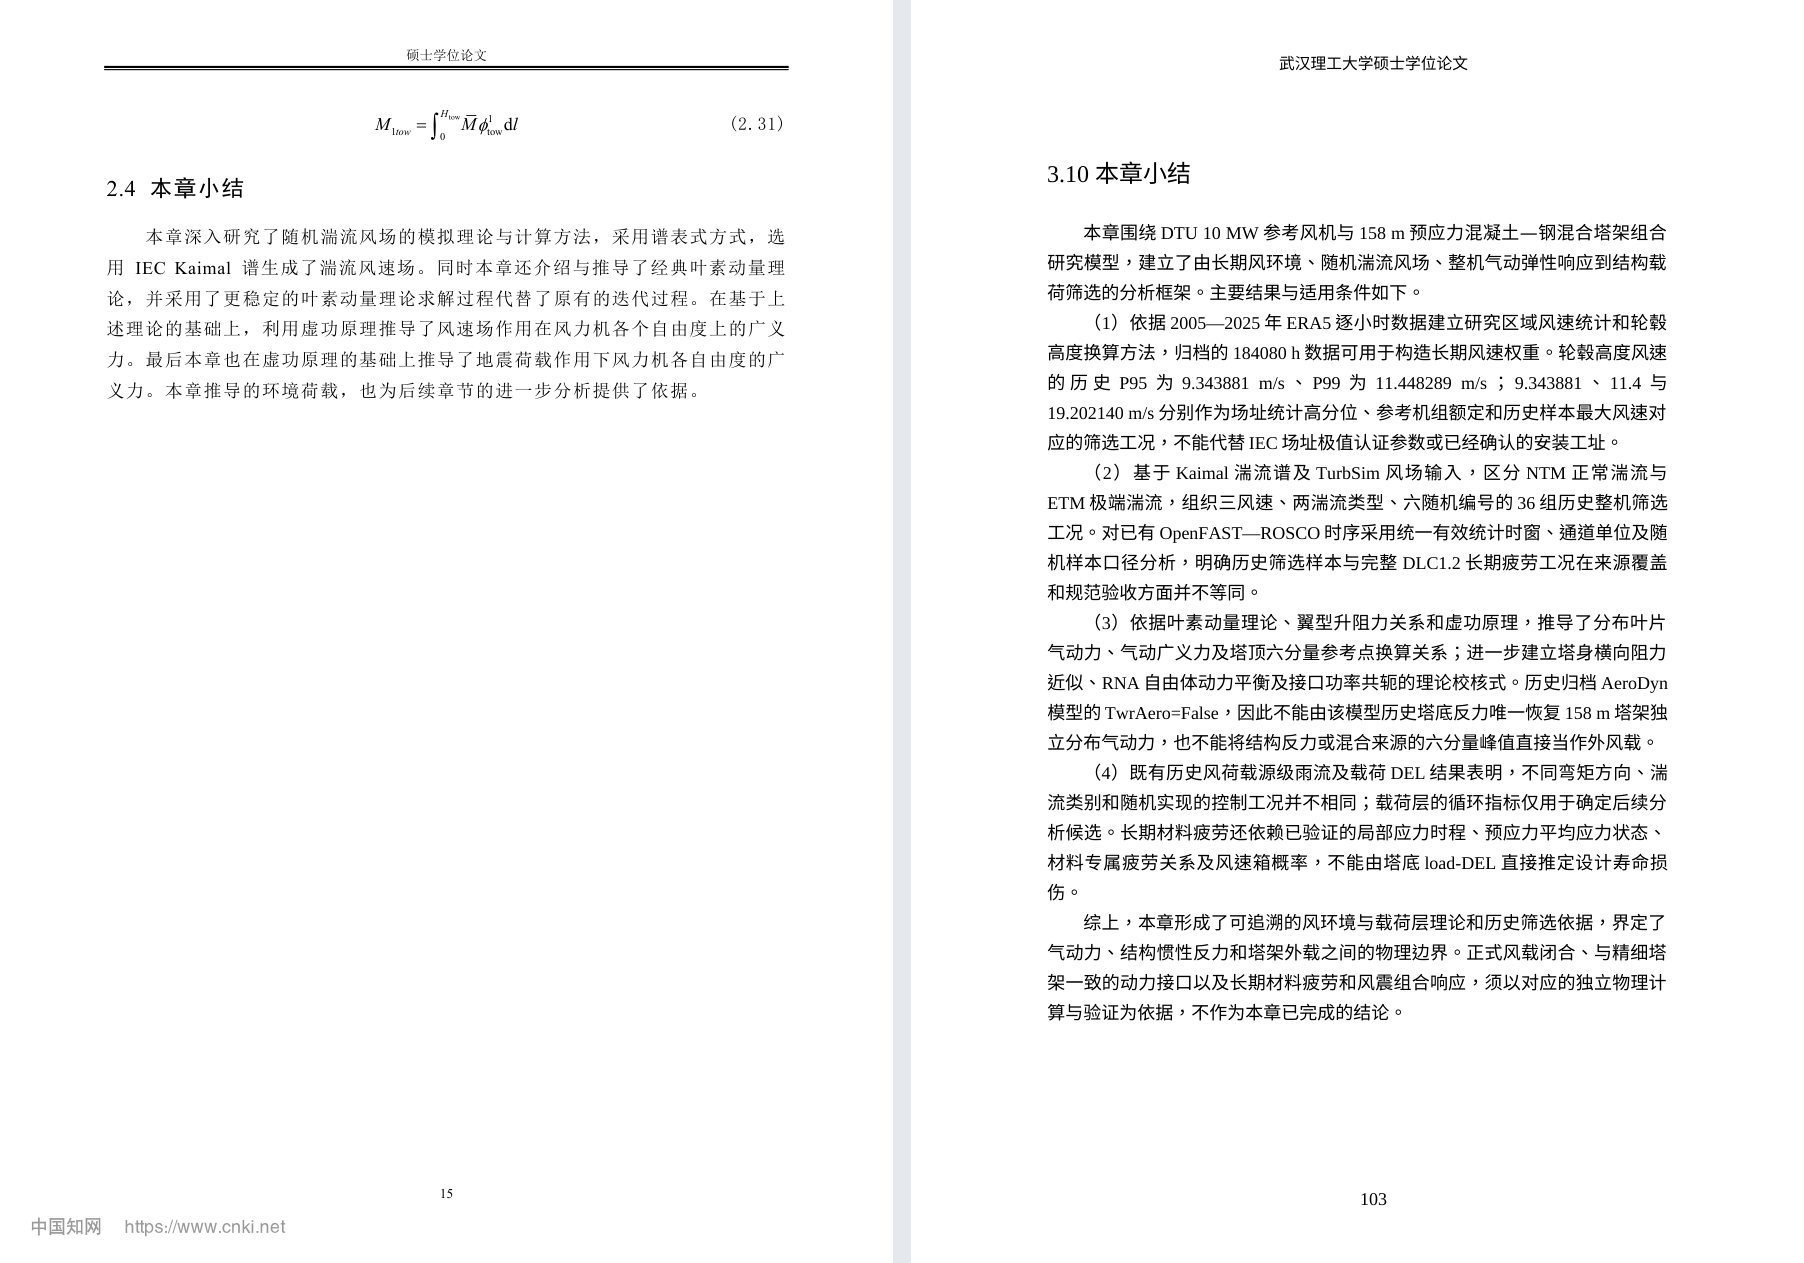 硕士学位论文
M1tow = ∫0Htow M̅ϕ1towdl (2.31)
2.4 本章小结
本章深入研究了随机湍流风场的模拟理论与计算方法，采用谱表式方式，选
用 IEC Kaimal 谱生成了湍流风速场。同时本章还介绍与推导了经典叶素动量理
论，并采用了更稳定的叶素动量理论求解过程代替了原有的迭代过程。在基于上
述理论的基础上，利用虚功原理推导了风速场作用在风力机各个自由度上的广义
力。最后本章也在虚功原理的基础上推导了地震荷载作用下风力机各自由度的广
义力。本章推导的环境荷载，也为后续章节的进一步分析提供了依据。
15
中国知网 https://www.cnki.net
武汉理工大学硕士学位论文
3.10 本章小结
本章围绕 DTU 10 MW 参考风机与 158 m 预应力混凝土—钢混合塔架组合
研究模型，建立了由长期风环境、随机湍流风场、整机气动弹性响应到结构载
荷筛选的分析框架。主要结果与适用条件如下。
（1）依据 2005—2025 年 ERA5 逐小时数据建立研究区域风速统计和轮毂
高度换算方法，归档的 184080 h 数据可用于构造长期风速权重。轮毂高度风速
的历史 P95 为 9.343881 m/s、P99 为 11.448289 m/s；9.343881、11.4 与
19.202140 m/s 分别作为场址统计高分位、参考机组额定和历史样本最大风速对
应的筛选工况，不能代替 IEC 场址极值认证参数或已经确认的安装工址。
（2）基于 Kaimal 湍流谱及 TurbSim 风场输入，区分 NTM 正常湍流与
ETM 极端湍流，组织三风速、两湍流类型、六随机编号的 36 组历史整机筛选
工况。对已有 OpenFAST—ROSCO 时序采用统一有效统计时窗、通道单位及随
机样本口径分析，明确历史筛选样本与完整 DLC1.2 长期疲劳工况在来源覆盖
和规范验收方面并不等同。
（3）依据叶素动量理论、翼型升阻力关系和虚功原理，推导了分布叶片
气动力、气动广义力及塔顶六分量参考点换算关系；进一步建立塔身横向阻力
近似、RNA 自由体动力平衡及接口功率共轭的理论校核式。历史归档 AeroDyn
模型的 TwrAero=False，因此不能由该模型历史塔底反力唯一恢复 158 m 塔架独
立分布气动力，也不能将结构反力或混合来源的六分量峰值直接当作外风载。
（4）既有历史风荷载源级雨流及载荷 DEL 结果表明，不同弯矩方向、湍
流类别和随机实现的控制工况并不相同；载荷层的循环指标仅用于确定后续分
析候选。长期材料疲劳还依赖已验证的局部应力时程、预应力平均应力状态、
材料专属疲劳关系及风速箱概率，不能由塔底 load-DEL 直接推定设计寿命损
伤。
综上，本章形成了可追溯的风环境与载荷层理论和历史筛选依据，界定了
气动力、结构惯性反力和塔架外载之间的物理边界。正式风载闭合、与精细塔
架一致的动力接口以及长期材料疲劳和风震组合响应，须以对应的独立物理计
算与验证为依据，不作为本章已完成的结论。
103